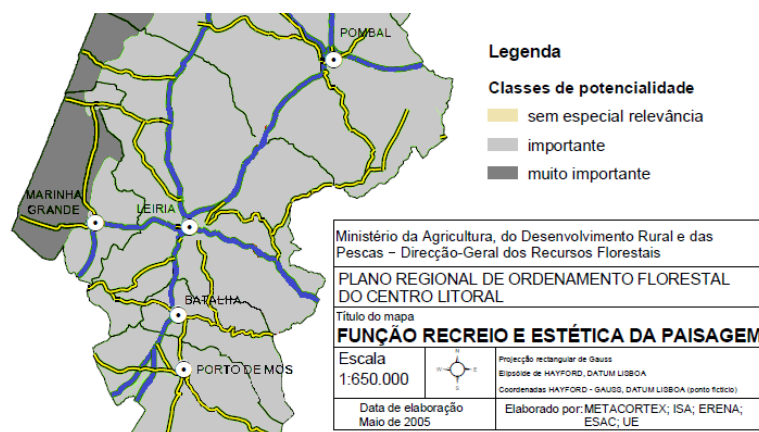 POMBAL
MARINHA
GRANDE
LEIRIA
BATALHA
PORTO DE MÓS
Legenda
Classes de potencialidade
sem especial relevância
importante
muito importante
Ministério da Agricultura, do Desenvolvimento Rural e das
Pescas – Direcção-Geral dos Recursos Florestais
PLANO REGIONAL DE ORDENAMENTO FLORESTAL
DO CENTRO LITORAL
Título do mapa
FUNÇÃO RECREIO E ESTÉTICA DA PAISAGEM
Escala
1:650.000
N
W
E
S
Projecção rectangular de Gauss
Elipsóide de HAYFORD, DATUM LISBOA
Coordenadas HAYFORD - GAUSS, DATUM LISBOA (ponto fictício)
Data de elaboração
Maio de 2005
Elaborado por: METACORTEX; ISA; ERENA;
ESAC; UE